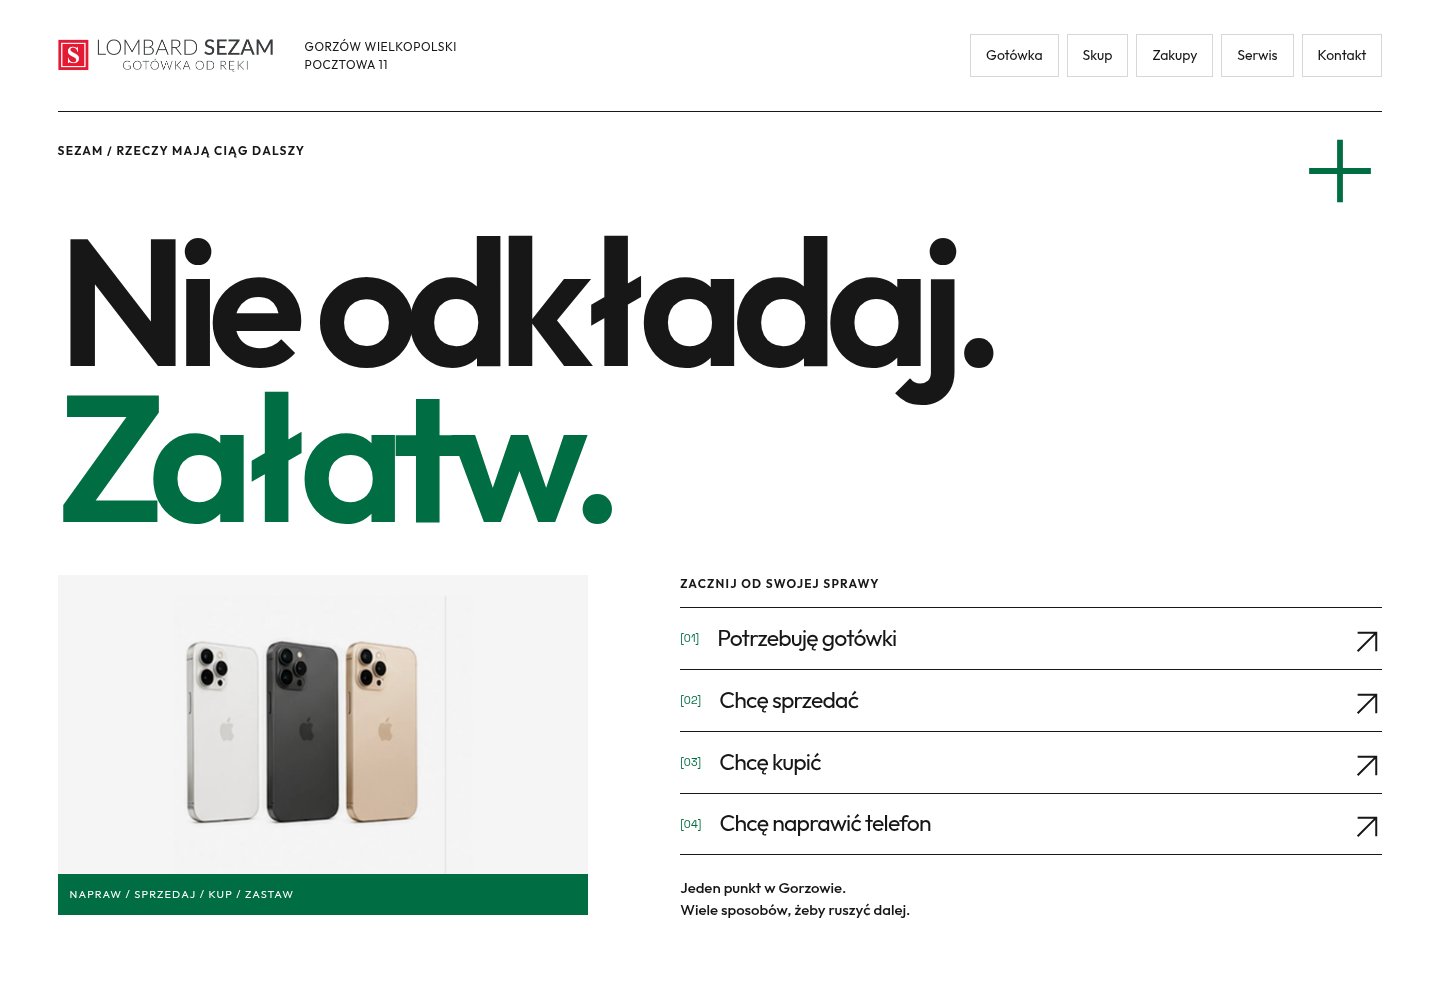 S LOMBARD SEZAM
GOTÓWKA OD RĘKI
GORZÓW WIELKOPOLSKI
POCZTOWA 11
Gotówka
Skup
Zakupy
Serwis
Kontakt
SEZAM / RZECZY MAJĄ CIĄG DALSZY
Nie odkładaj.
Załatw.
NAPRAW / SPRZEDAJ / KUP / ZASTAW
ZACZNIJ OD SWOJEJ SPRAWY
[01] Potrzebuję gotówki
[02] Chcę sprzedać
[03] Chcę kupić
[04] Chcę naprawić telefon
Jeden punkt w Gorzowie.
Wiele sposobów, żeby ruszyć dalej.